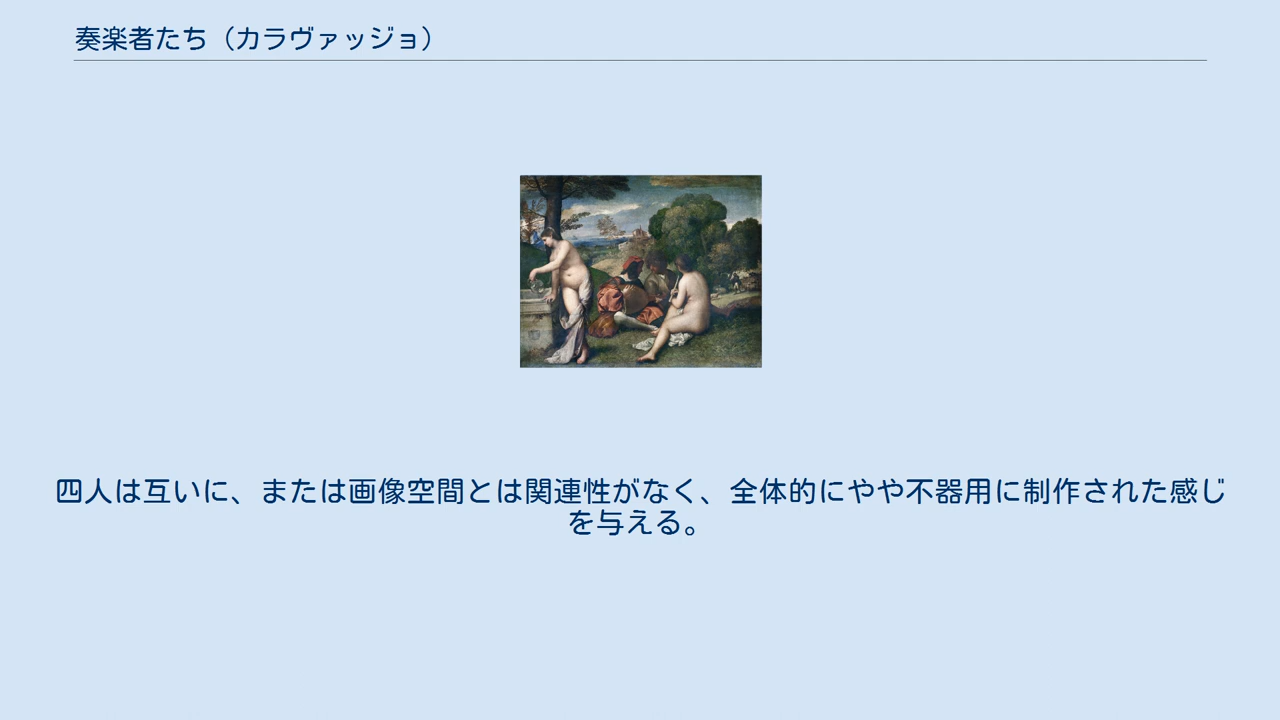 奏楽者たち（カラヴァッジョ）
四人は互いに、または画像空間とは関連性がなく、全体的にやや不器用に制作された感じ
を与える。